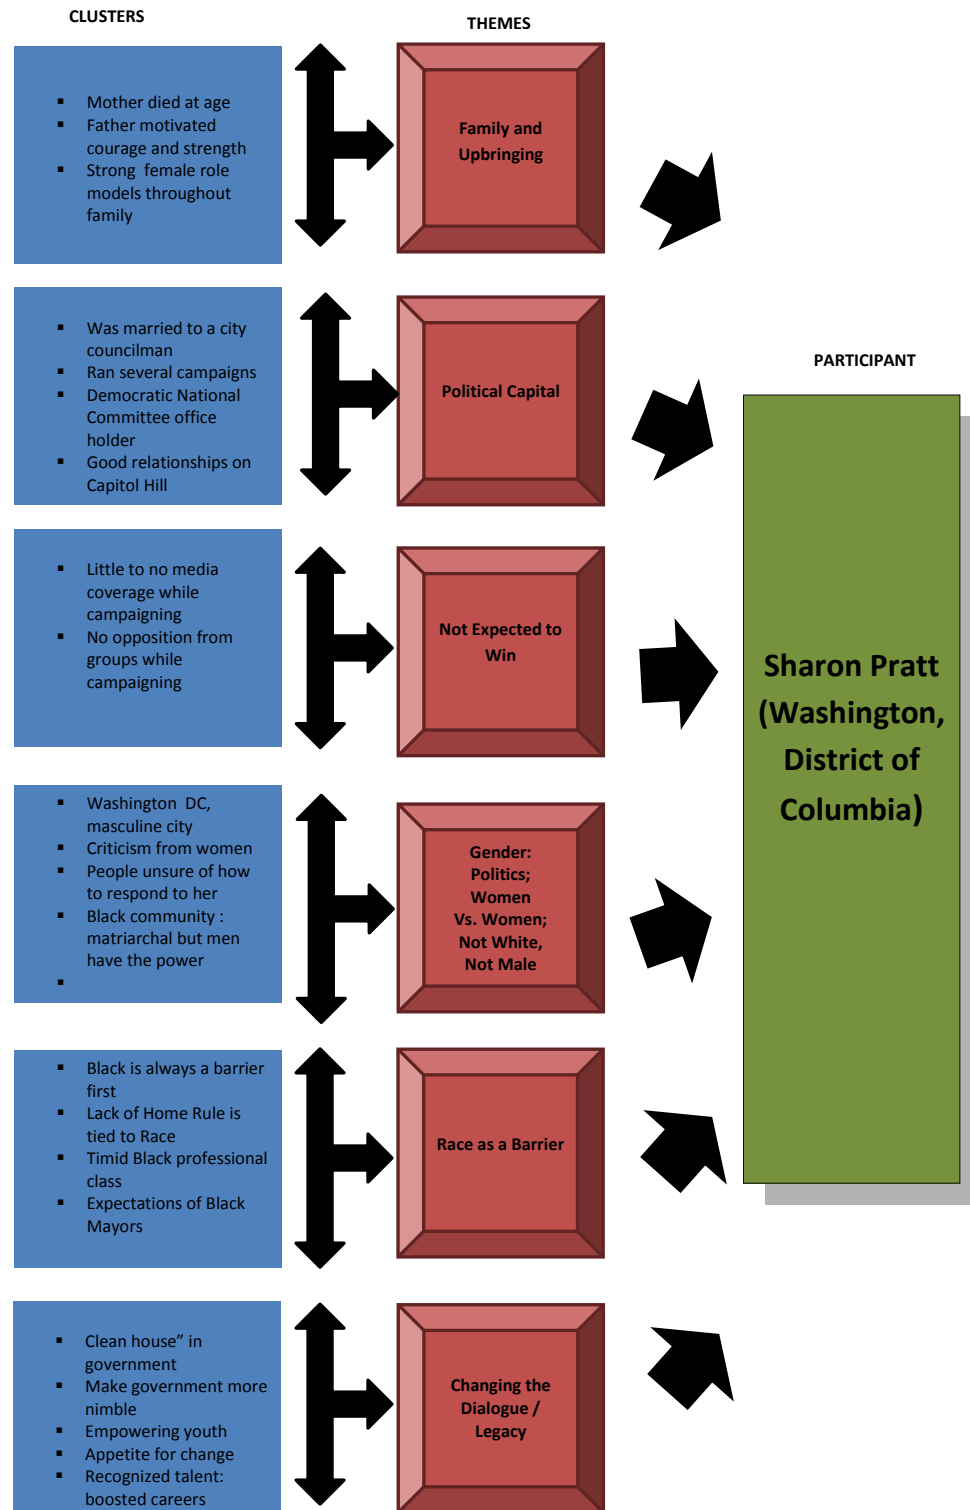 CLUSTERS
THEMES
▪ Mother died at age
▪ Father motivated
courage and strength
▪ Strong female role
models throughout
family
Family and
Upbringing
▪ Was married to a city
councilman
▪ Ran several campaigns
▪ Democratic National
Committee office
holder
▪ Good relationships on
Capitol Hill
Political Capital
PARTICIPANT
▪ Little to no media
coverage while
campaigning
▪ No opposition from
groups while
campaigning
Not Expected to
Win
Sharon Pratt
(Washington,
District of
Columbia)
▪ Washington DC,
masculine city
▪ Criticism from women
▪ People unsure of how
to respond to her
▪ Black community :
matriarchal but men
have the power
▪
Gender:
Politics;
Women
Vs. Women;
Not White,
Not Male
▪ Black is always a barrier
first
▪ Lack of Home Rule is
tied to Race
▪ Timid Black professional
class
▪ Expectations of Black
Mayors
Race as a Barrier
▪ Clean house” in
government
▪ Make government more
nimble
▪ Empowering youth
▪ Appetite for change
▪ Recognized talent:
boosted careers
Changing the
Dialogue /
Legacy